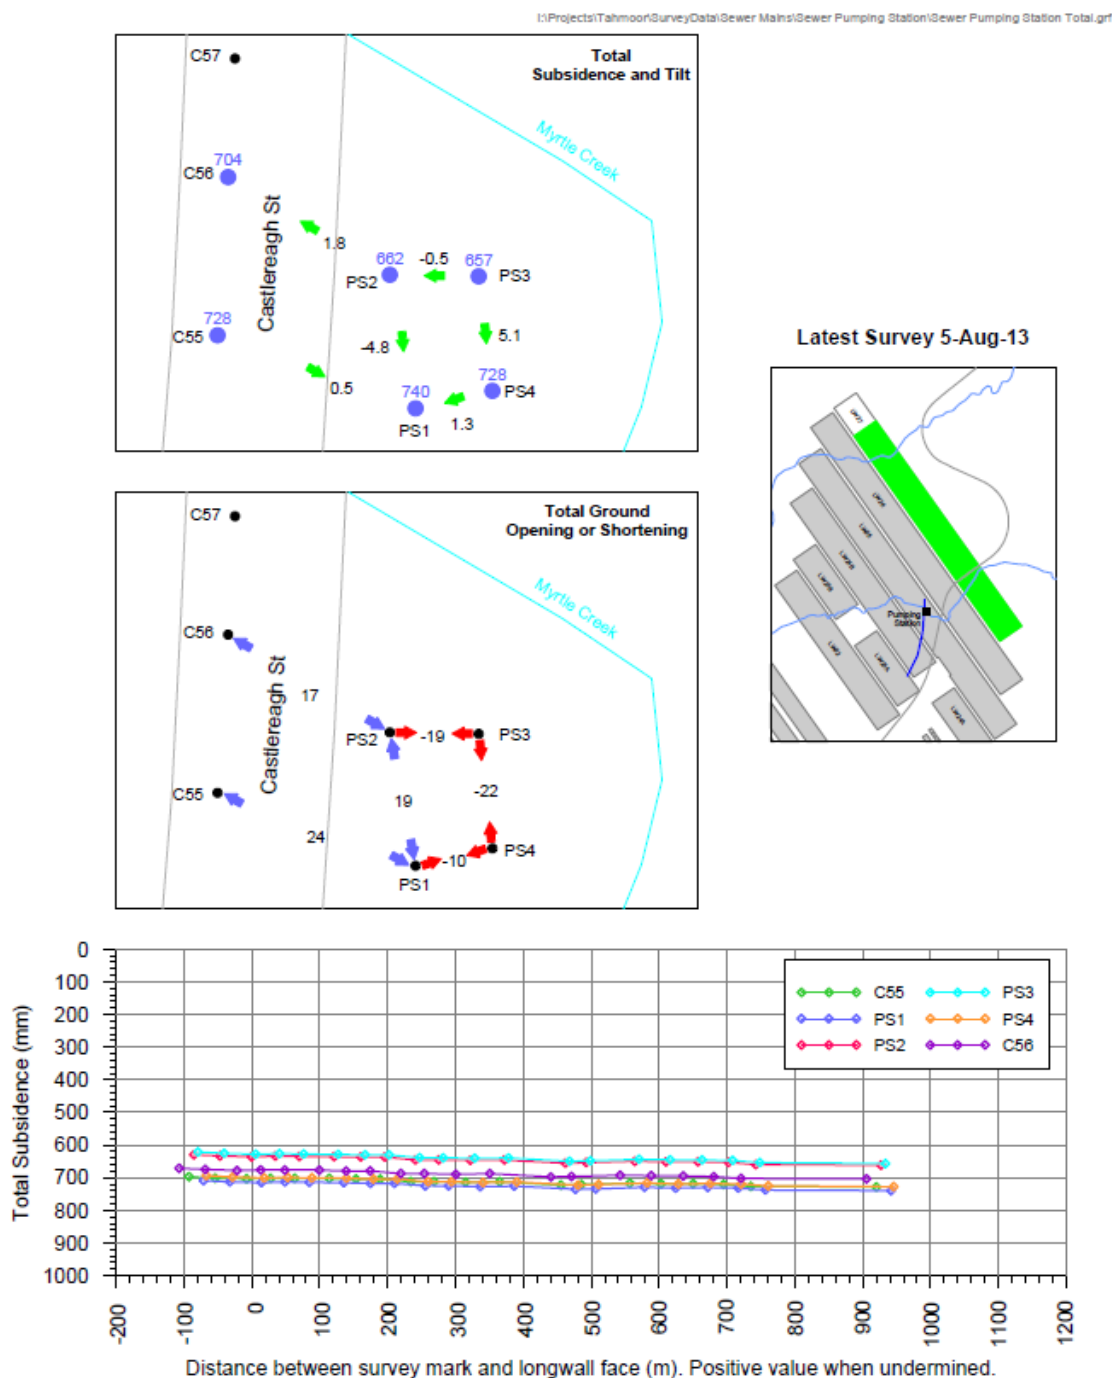 I:\Projects\Tahmoor\SurveyData\Sewer Mains\Sewer Pumping Station\Sewer Pumping Station Total.grf
Total
Subsidence and Tilt
C57
704
C56
Castlereagh St
Myrtle Creek
1.8
662
-0.5
657
PS2
PS3
728
C55
-4.8
5.1
0.5
740
728
PS4
PS1
1.3
Latest Survey 5-Aug-13
Pumping
Station
Total Ground
Opening or Shortening
C57
C56
Castlereagh St
Myrtle Creek
17
PS2
-19
PS3
C55
19
-22
24
-10
PS4
PS1
Total Subsidence (mm)
0
100
200
300
400
500
600
700
800
900
1000
C55
PS3
PS1
PS4
PS2
C56
-200
-100
0
100
200
300
400
500
600
700
800
900
1000
1100
1200
Distance between survey mark and longwall face (m). Positive value when undermined.